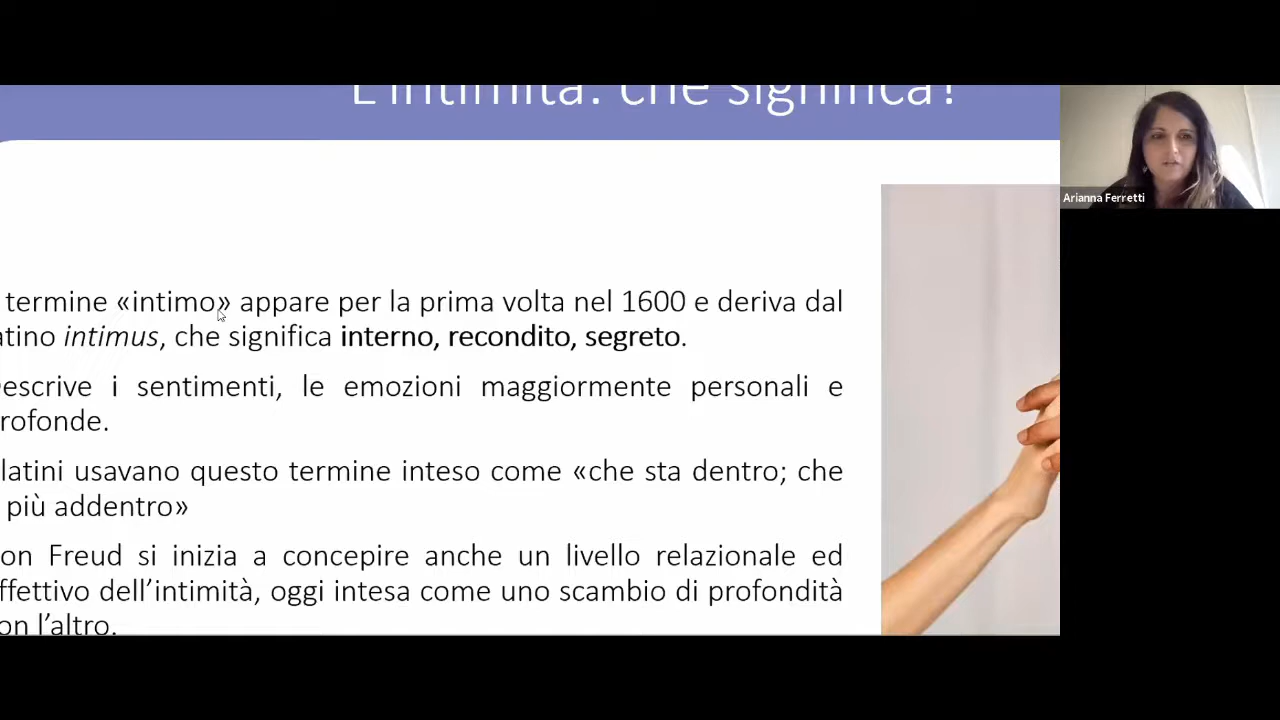 L'intimità: che significa?
Arianna Ferretti
termine «intimo» appare per la prima volta nel 1600 e deriva dal
atino intimus, che significa interno, recondito, segreto.
escrive i sentimenti, le emozioni maggiormente personali e
rofonde.
latini usavano questo termine inteso come «che sta dentro; che
più addentro»
on Freud si inizia a concepire anche un livello relazionale ed
ffettivo dell'intimità, oggi intesa come uno scambio di profondità
on l'altro.